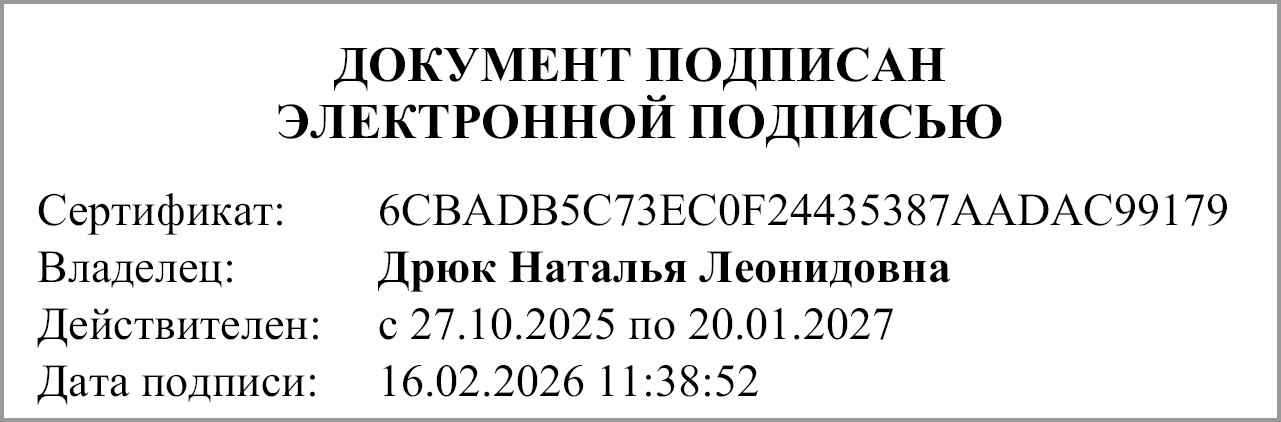 ДОКУМЕНТ ПОДПИСАН
ЭЛЕКТРОННОЙ ПОДПИСЬЮ
Сертификат: 6CBADB5C73EC0F24435387AADAC99179
Владелец: Дрюк Наталья Леонидовна
Действителен: с 27.10.2025 по 20.01.2027
Дата подписи: 16.02.2026 11:38:52